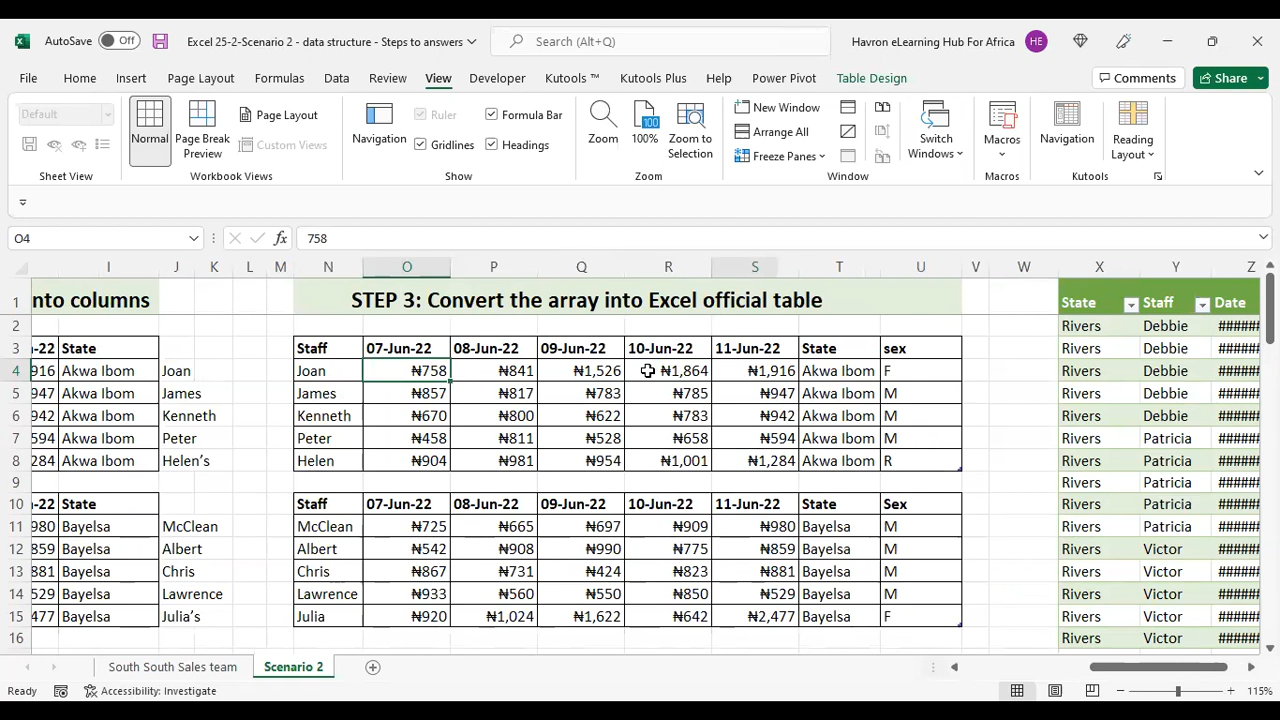 AutoSave Off Excel 25-2-Scenario 2 - data structure - Steps to answers Search (Alt+Q) Havron eLearning Hub For Africa HE
File Home Insert Page Layout Formulas Data Review View Developer Kutools ™ Kutools Plus Help Power Pivot Table Design Comments Share
Default Normal Page Break Preview Page Layout Custom Views Navigation Ruler Formula Bar Gridlines Headings Zoom 100% 100 Zoom to Selection New Window Arrange All Freeze Panes Switch Windows Macros Navigation Reading Layout
Sheet View Workbook Views Show Zoom Window Macros Kutools
O4 fx 758
I J K L M N O P Q R S T U V W X Y Z
1 nto columns STEP 3: Convert the array into Excel official table State Staff Date
2 Rivers Debbie ######
3 -22 State Staff 07-Jun-22 08-Jun-22 09-Jun-22 10-Jun-22 11-Jun-22 State sex Rivers Debbie ######
4 916 Akwa Ibom Joan Joan ₦758 ₦841 ₦1,526 ₦1,864 ₦1,916 Akwa Ibom F Rivers Debbie ######
5 947 Akwa Ibom James James ₦857 ₦817 ₦783 ₦785 ₦947 Akwa Ibom M Rivers Debbie ######
6 942 Akwa Ibom Kenneth Kenneth ₦670 ₦800 ₦622 ₦783 ₦942 Akwa Ibom M Rivers Debbie ######
7 594 Akwa Ibom Peter Peter ₦458 ₦811 ₦528 ₦658 ₦594 Akwa Ibom M Rivers Patricia ######
8 284 Akwa Ibom Helen's Helen ₦904 ₦981 ₦954 ₦1,001 ₦1,284 Akwa Ibom R Rivers Patricia ######
9 Rivers Patricia ######
10 Staff 07-Jun-22 08-Jun-22 09-Jun-22 10-Jun-22 11-Jun-22 State Sex Rivers Patricia ######
11 980 Bayelsa McClean McClean ₦725 ₦665 ₦697 ₦909 ₦980 Bayelsa M Rivers Patricia ######
12 859 Bayelsa Albert Albert ₦542 ₦908 ₦990 ₦775 ₦859 Bayelsa M Rivers Victor ######
13 881 Bayelsa Chris Chris ₦867 ₦731 ₦424 ₦823 ₦881 Bayelsa M Rivers Victor ######
14 529 Bayelsa Lawrence Lawrence ₦933 ₦560 ₦550 ₦850 ₦529 Bayelsa M Rivers Victor ######
15 477 Bayelsa Julia's Julia ₦920 ₦1,024 ₦1,622 ₦642 ₦2,477 Bayelsa F Rivers Victor ######
16 Rivers Victor ######
South South Sales team Scenario 2
Ready Accessibility: Investigate 115%